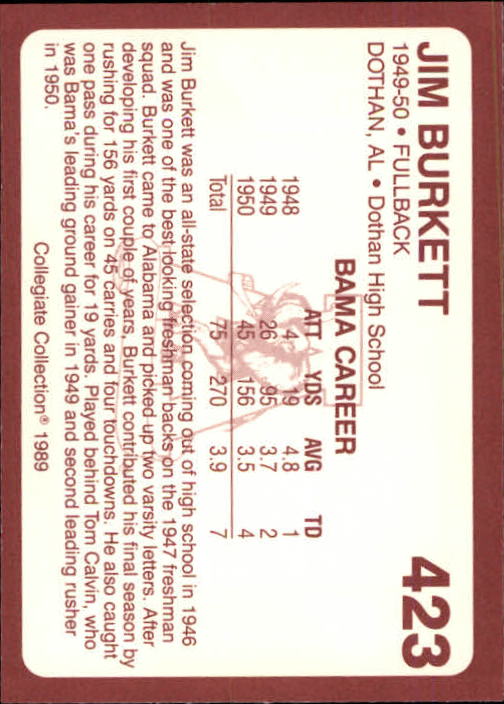 JIM BURKETT 423
1949-50 • FULLBACK
DOTHAN, AL • Dothan High School
BAMA CAREER
ATT YDS AVG TD
1948 4 19 4.8 1
1949 26 95 3.7 2
1950 45 156 3.5 4
Total 75 270 3.9 7
Jim Burkett was an all-state selection coming out of high school in 1946
and was one of the best-looking freshman backs on the 1947 freshman
squad. Burkett came to Alabama and picked up two varsity letters. After
developing his first couple of years, Burkett contributed his final season by
rushing for 156 yards on 45 carries and four touchdowns. He also caught
one pass during his career for 19 yards. Played behind Tom Calvin, who
was Bama's leading ground gainer in 1949 and second leading rusher
in 1950.
Collegiate Collection® 1989